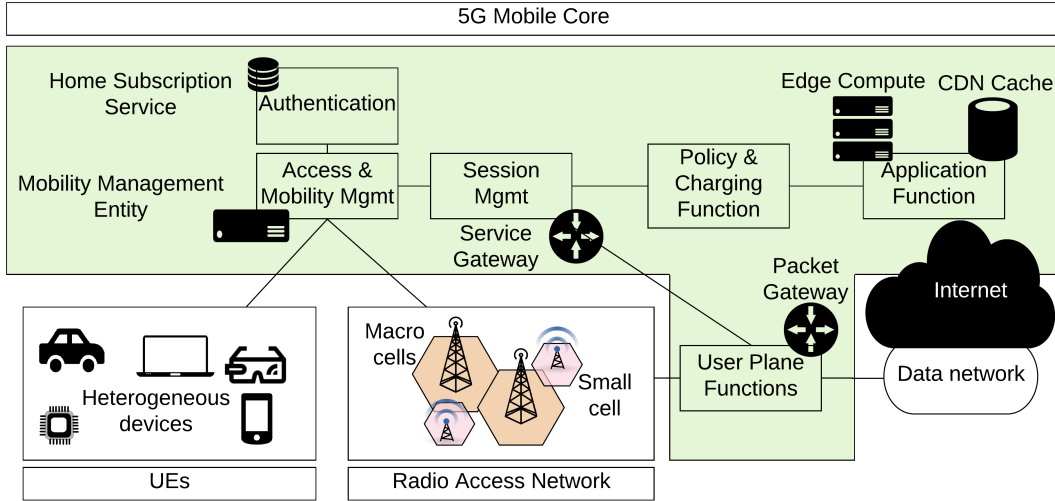 5G Mobile Core
Home Subscription
Service
Authentication
Edge Compute
CDN Cache
Mobility Management
Entity
Access &
Mobility Mgmt
Session
Mgmt
Policy &
Charging
Function
Application
Function
Service
Gateway
Packet
Gateway
Internet
Macro
cells
Small
cell
User Plane
Functions
Data network
Heterogeneous
devices
UEs
Radio Access Network